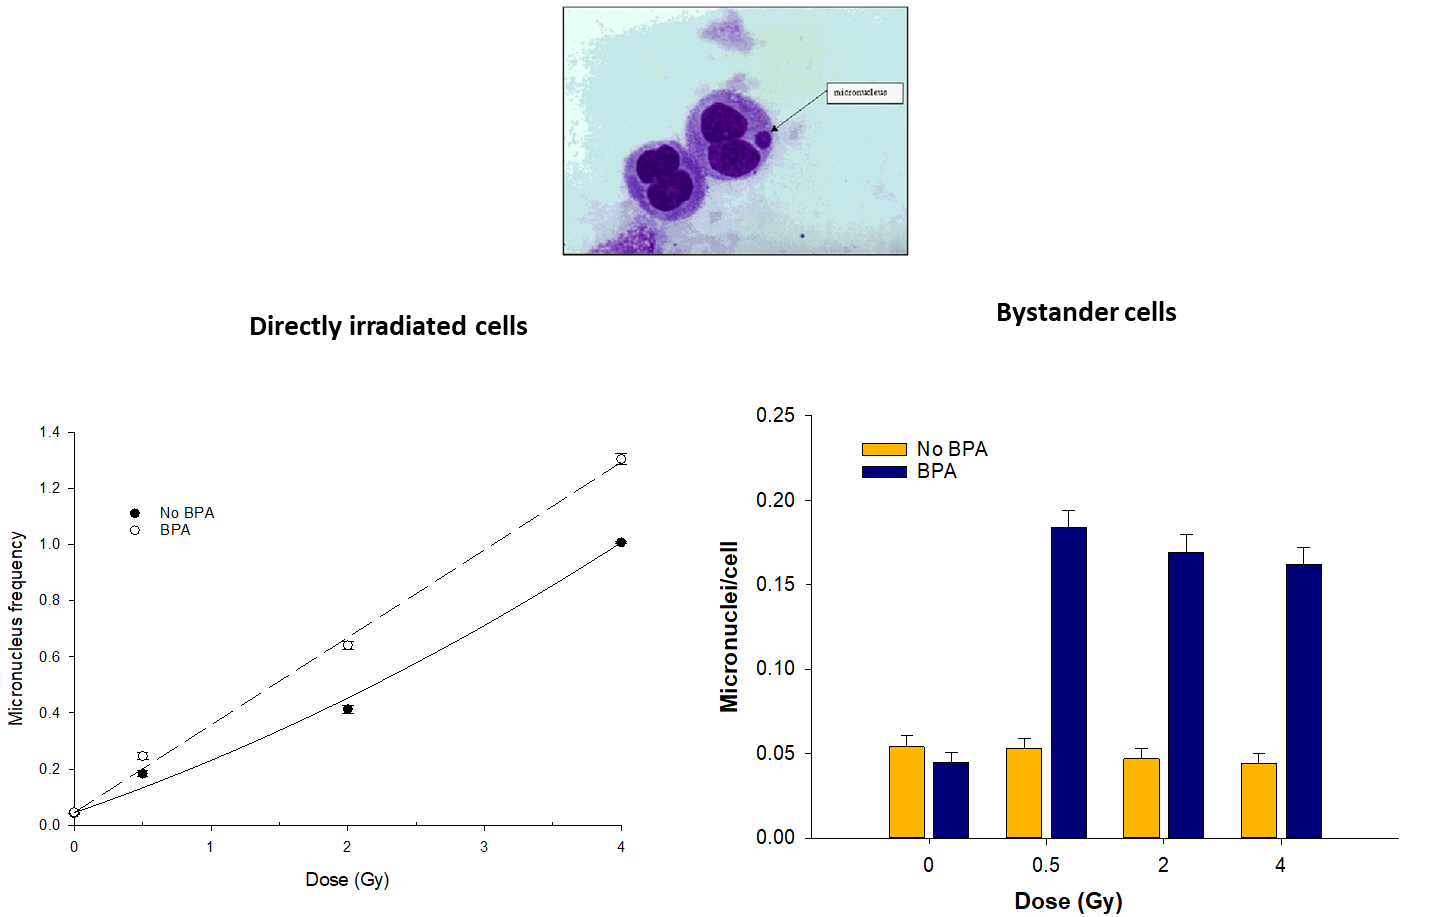 micronucleus
Directly irradiated cells
Bystander cells
1.4
1.2
1.0
0.8
0.6
0.4
0.2
0.0
Micronucleus frequency
No BPA
BPA
0 1 2 3 4
Dose (Gy)
0.25
0.20
0.15
0.10
0.05
0.00
Micronuclei/cell
No BPA
BPA
0 0.5 2 4
Dose (Gy)